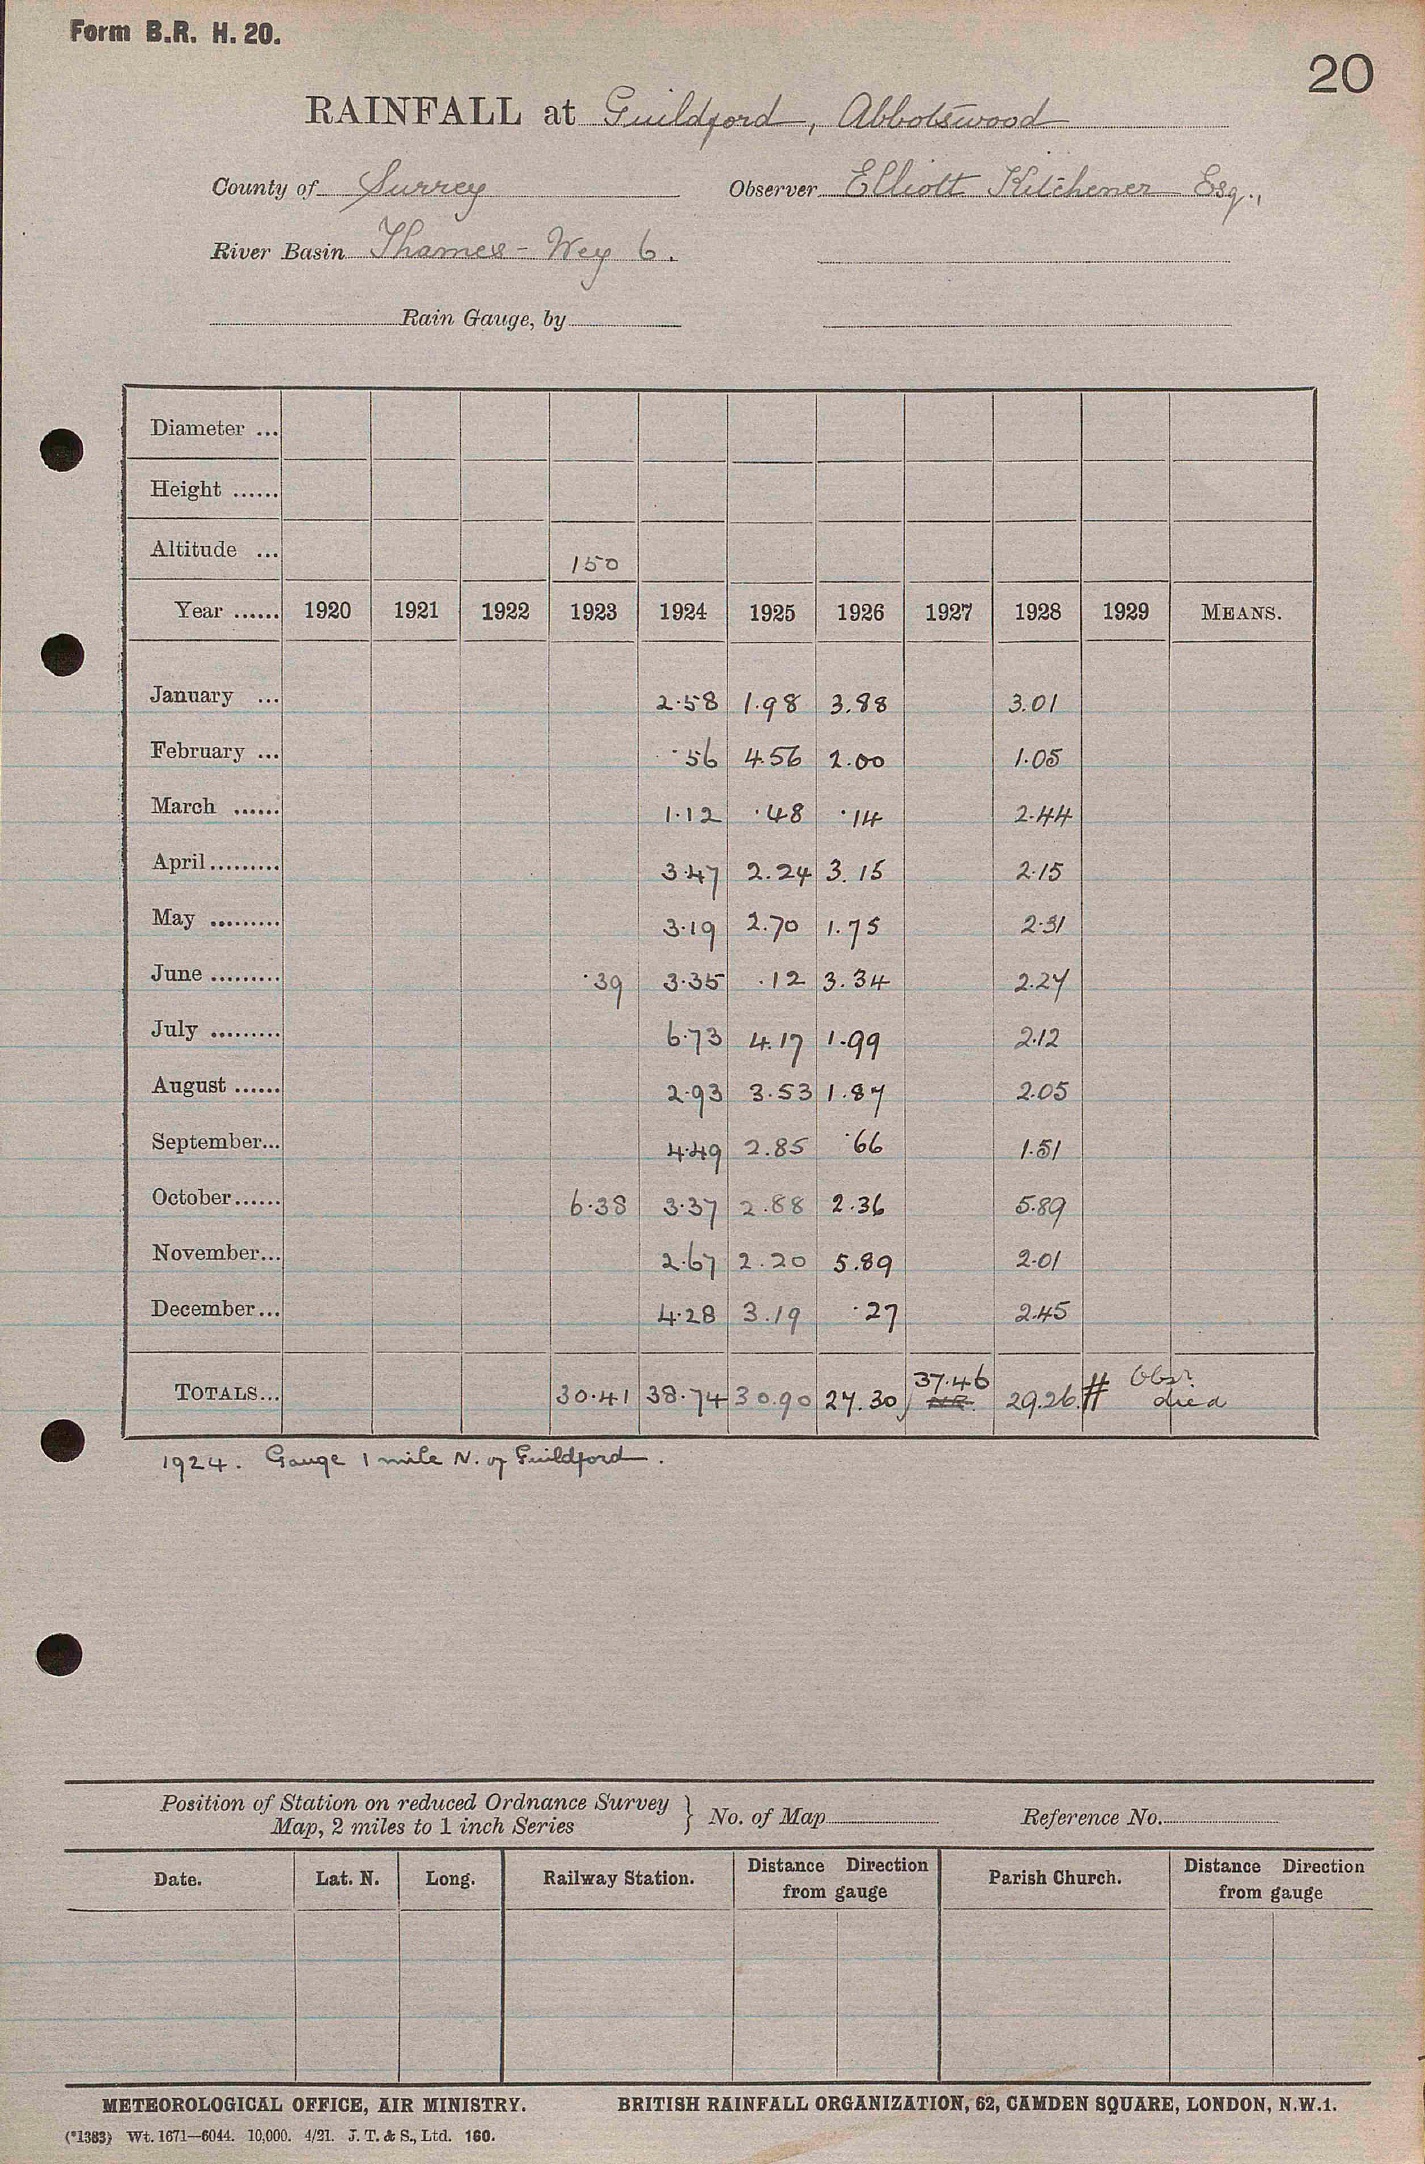 Form B.R. H. 20.
20
RAINFALL at Guildford, Abbotswood
County of Surrey Observer Elliott Kitchener Esq.,
River Basin Thames - Wey 6.
Rain Gauge, by
Diameter ...
Height ......
Altitude ... 150
Year ...... 1920 1921 1922 1923 1924 1925 1926 1927 1928 1929 MEANS.
January ... 2.58 1.98 3.88 3.01
February ... .56 4.56 2.00 1.05
March ...... 1.12 .48 .14 2.44
April ......... 3.47 2.24 3.15 2.15
May ......... 3.19 2.70 1.75 2.31
June ......... .39 3.35 .12 3.34 2.27
July ......... 6.73 4.17 1.99 2.12
August ...... 2.93 3.53 1.87 2.05
September... 4.49 2.85 .66 1.51
October...... 6.38 3.37 2.88 2.36 5.89
November... 2.67 2.20 5.89 2.01
December... 4.28 3.19 .27 2.45
TOTALS... 30.41 38.74 30.90 27.30 37.46 N.R. 29.26 # Obsr died
1924. Gauge 1 mile N. of Guildford.
Position of Station on reduced Ordnance Survey Map, 2 miles to 1 inch Series } No. of Map Reference No.
Date. Lat. N. Long. Railway Station. Distance Direction from gauge Parish Church. Distance Direction from gauge
METEOROLOGICAL OFFICE, AIR MINISTRY. BRITISH RAINFALL ORGANIZATION, 62, CAMDEN SQUARE, LONDON, N.W.1.
(*1383) Wt. 1671—6044. 10,000. 4/21. J. T. & S., Ltd. 160.